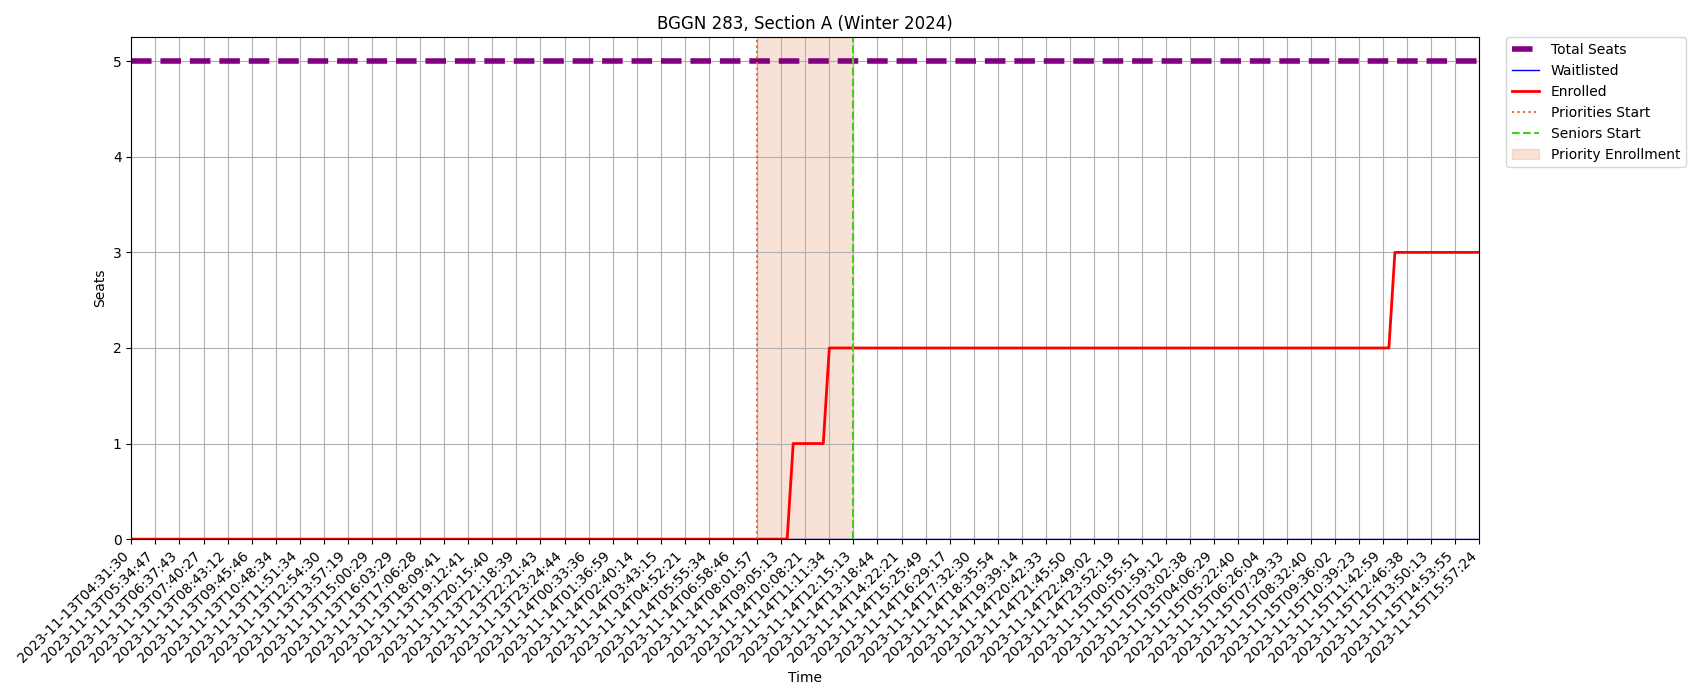 BGGN 283, Section A (Winter 2024)
Total Seats
Waitlisted
Enrolled
Priorities Start
Seniors Start
Priority Enrollment
Seats
5
4
3
2
1
0
2023-11-13T04:31:30
2023-11-13T05:34:47
2023-11-13T06:37:43
2023-11-13T07:40:27
2023-11-13T08:43:12
2023-11-13T09:45:46
2023-11-13T10:48:34
2023-11-13T11:51:34
2023-11-13T12:54:30
2023-11-13T13:57:19
2023-11-13T15:00:29
2023-11-13T16:03:29
2023-11-13T17:06:28
2023-11-13T18:09:41
2023-11-13T19:12:41
2023-11-13T20:15:40
2023-11-13T21:18:39
2023-11-13T22:21:43
2023-11-13T23:24:44
2023-11-14T00:33:36
2023-11-14T01:36:59
2023-11-14T02:40:14
2023-11-14T03:43:15
2023-11-14T04:52:21
2023-11-14T05:55:34
2023-11-14T06:58:46
2023-11-14T08:01:57
2023-11-14T09:05:13
2023-11-14T10:08:21
2023-11-14T11:11:34
2023-11-14T12:15:13
2023-11-14T13:18:44
2023-11-14T14:22:21
2023-11-14T15:25:49
2023-11-14T16:29:17
2023-11-14T17:32:30
2023-11-14T18:35:54
2023-11-14T19:39:14
2023-11-14T20:42:33
2023-11-14T21:45:50
2023-11-14T22:49:02
2023-11-14T23:52:19
2023-11-15T00:55:51
2023-11-15T01:59:12
2023-11-15T03:02:38
2023-11-15T04:06:29
2023-11-15T05:22:40
2023-11-15T06:26:04
2023-11-15T07:29:33
2023-11-15T08:32:40
2023-11-15T09:36:02
2023-11-15T10:39:23
2023-11-15T11:42:59
2023-11-15T12:46:38
2023-11-15T13:50:13
2023-11-15T14:53:55
2023-11-15T15:57:24
Time